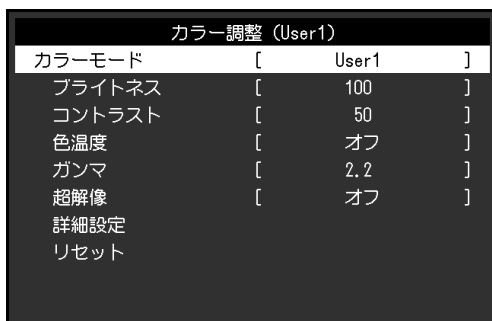 カラー調整（User1）
カラーモード [ User1 ]
ブライトネス [ 100 ]
コントラスト [ 50 ]
色温度 [ オフ ]
ガンマ [ 2.2 ]
超解像 [ オフ ]
詳細設定
リセット